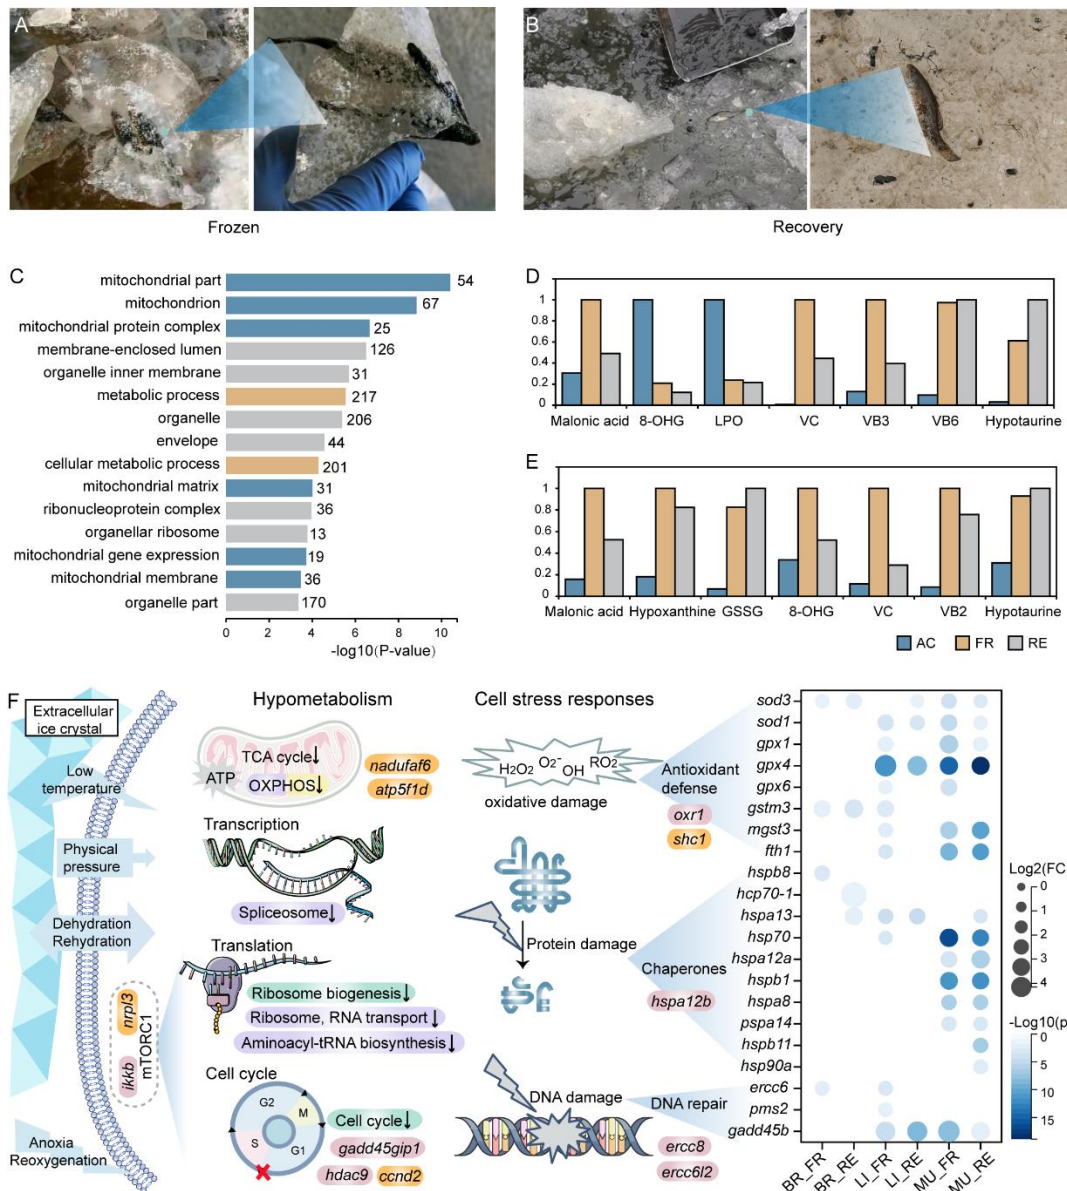 A
B
Frozen
Recovery
C
mitochondrial part 54
mitochondrion 67
mitochondrial protein complex 25
membrane-enclosed lumen 126
organelle inner membrane 31
metabolic process 217
organelle 206
envelope 44
cellular metabolic process 201
mitochondrial matrix 31
ribonucleoprotein complex 36
organellar ribosome 13
mitochondrial gene expression 19
mitochondrial membrane 36
organelle part 170
0 2 4 6 8 10
-log10(P-value)
D
1
0.8
0.6
0.4
0.2
0
Malonic acid 8-OHG LPO VC VB3 VB6 Hypotaurine
E
1
0.8
0.6
0.4
0.2
0
Malonic acid Hypoxanthine GSSG 8-OHG VC VB2 Hypotaurine
AC FR RE
F
Extracellular
ice crystal
Low
temperature
Physical
pressure
Dehydration
Rehydration
nrpl3
ikkb
mTORC1
Anoxia
Reoxygenation
Hypometabolism
TCA cycle↓
ATP
OXPHOS↓
nadufaf6
atp5f1d
Transcription
Spliceosome↓
Translation
Ribosome biogenesis↓
Ribosome, RNA transport↓
Aminoacyl-tRNA biosynthesis↓
Cell cycle
G2
M
S
G1
Cell cycle↓
gadd45gip1
hdac9
ccnd2
Cell stress responses
H2O2 O2- OH RO2
oxidative damage
Antioxidant
defense
oxr1
shc1
Protein damage
Chaperones
hspa12b
DNA damage
DNA repair
ercc8
ercc6l2
sod3
sod1
gpx1
gpx4
gpx6
gstm3
mgst3
fth1
hspb8
hcp70-1
hspa13
hsp70
hspa12a
hspb1
hspa8
pspa14
hspb11
hsp90a
ercc6
pms2
gadd45b
BR_FR
BR_RE
LI_FR
LI_RE
MU_FR
MU_RE
Log2(FC
0
1
2
3
4
-Log10(p
0
5
10
15